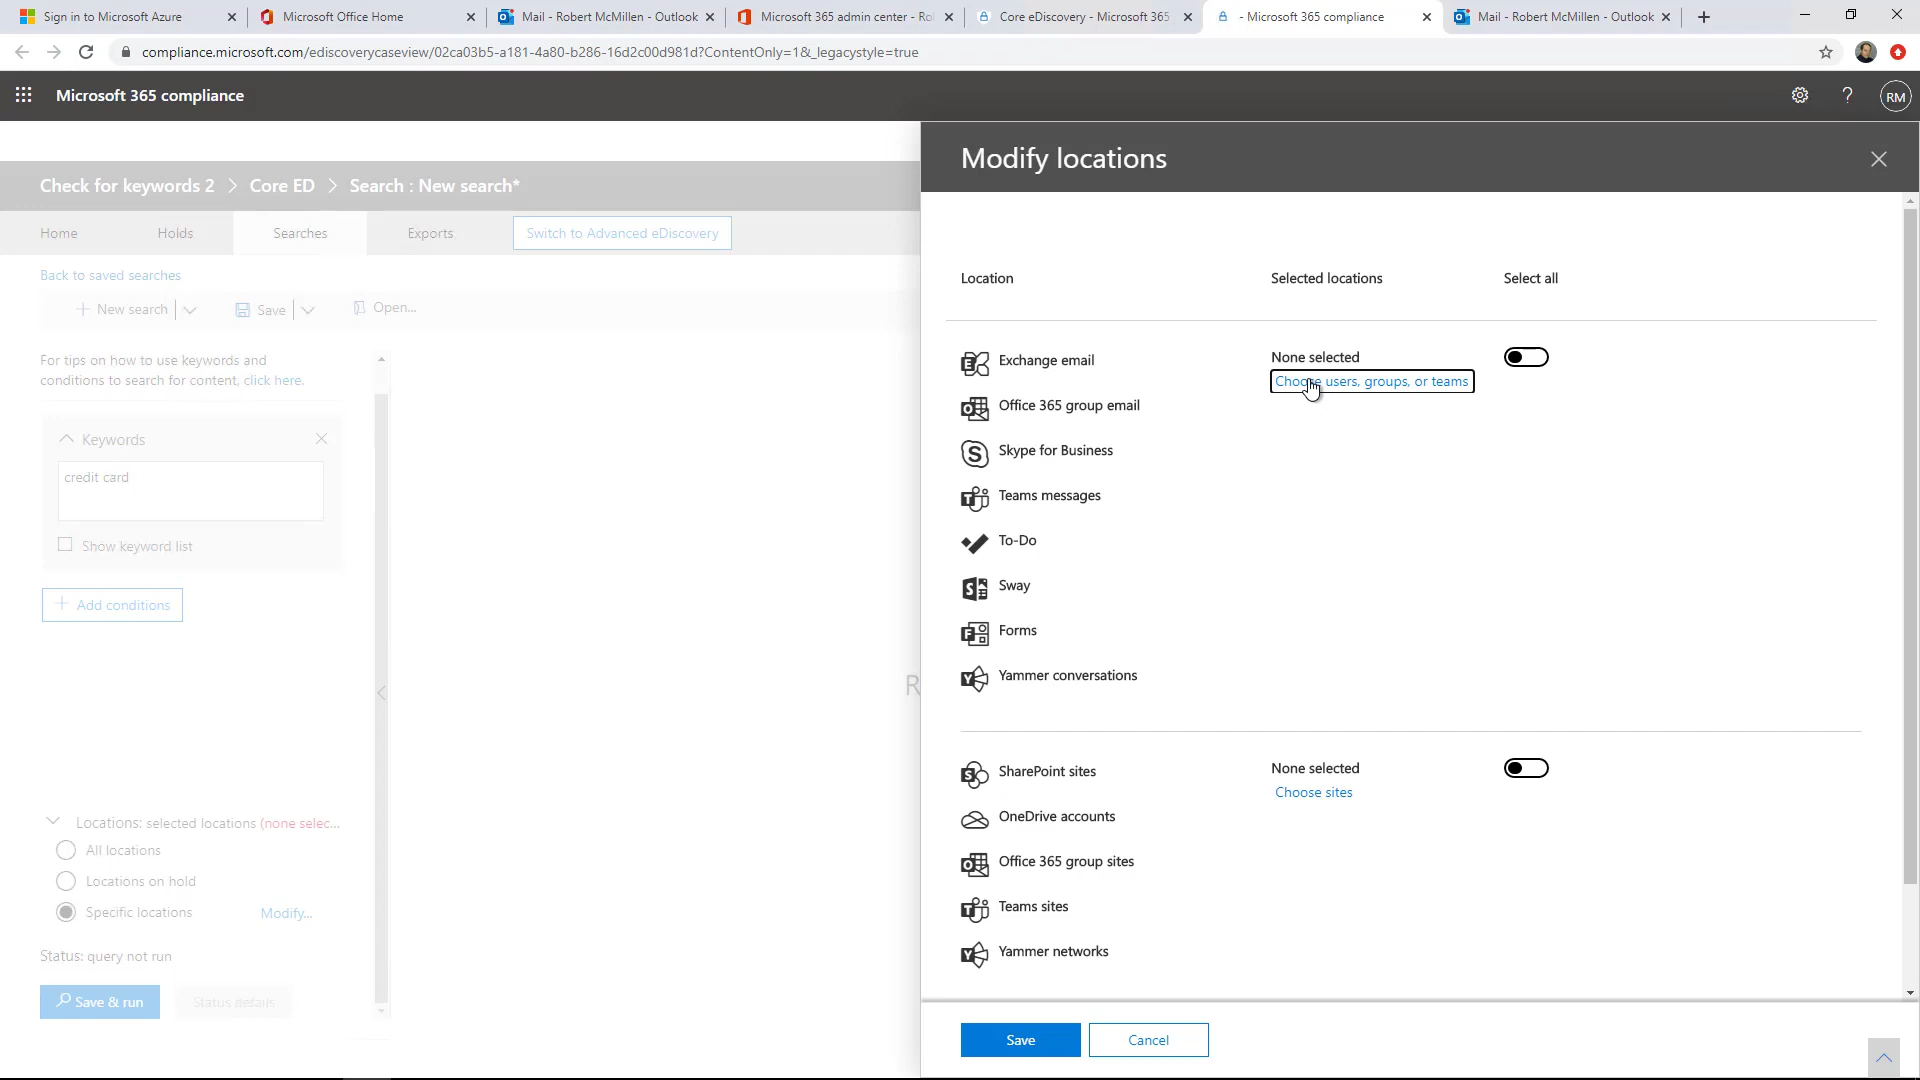 Sign in to Microsoft Azure
Microsoft Office Home
Mail - Robert McMillen - Outlook
Microsoft 365 admin center - Ro
Core eDiscovery - Microsoft 365
- Microsoft 365 compliance
Mail - Robert McMillen - Outlook
compliance.microsoft.com/ediscoverycaseview/02ca03b5-a181-4a80-b286-16d2c00d981d?ContentOnly=1&_legacystyle=true
Microsoft 365 compliance
RM
Modify locations
Check for keywords 2 > Core ED > Search : New search*
Home
Holds
Searches
Exports
Switch to Advanced eDiscovery
Back to saved searches
New search
Save
Open...
For tips on how to use keywords and
conditions to search for content, click here.
Keywords
credit card
Show keyword list
Add conditions
R
Locations: selected locations (none selec...
All locations
Locations on hold
Specific locations
Modify...
Status: query not run
Save & run
Status details
Location
Selected locations
Select all
Exchange email
None selected
Choose users, groups, or teams
Office 365 group email
Skype for Business
Teams messages
To-Do
Sway
Forms
Yammer conversations
SharePoint sites
None selected
Choose sites
OneDrive accounts
Office 365 group sites
Teams sites
Yammer networks
Save
Cancel